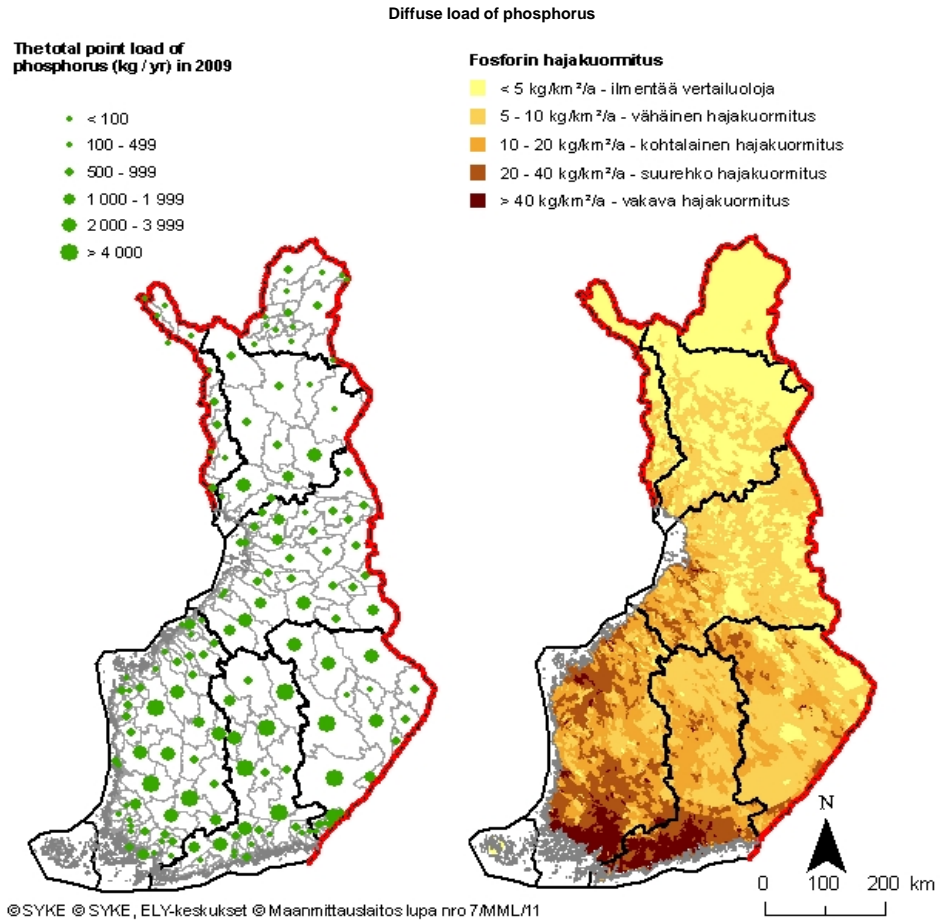 Diffuse load of phosphorus
The total point load of
phosphorus (kg / yr) in 2009
< 100
100 - 499
500 - 999
1 000 - 1 999
2 000 - 3 999
> 4 000
Fosforin hajakuormitus
< 5 kg/km²/a - ilmentää vertailuoloja
5 - 10 kg/km²/a - vähäinen hajakuormitus
10 - 20 kg/km²/a - kohtalainen hajakuormitus
20 - 40 kg/km²/a - suurehko hajakuormitus
> 40 kg/km²/a - vakava hajakuormitus
N
0 100 200 km
©SYKE © SYKE, ELY-keskukset © Maanmittauslaitos lupa nro 7/MML/11